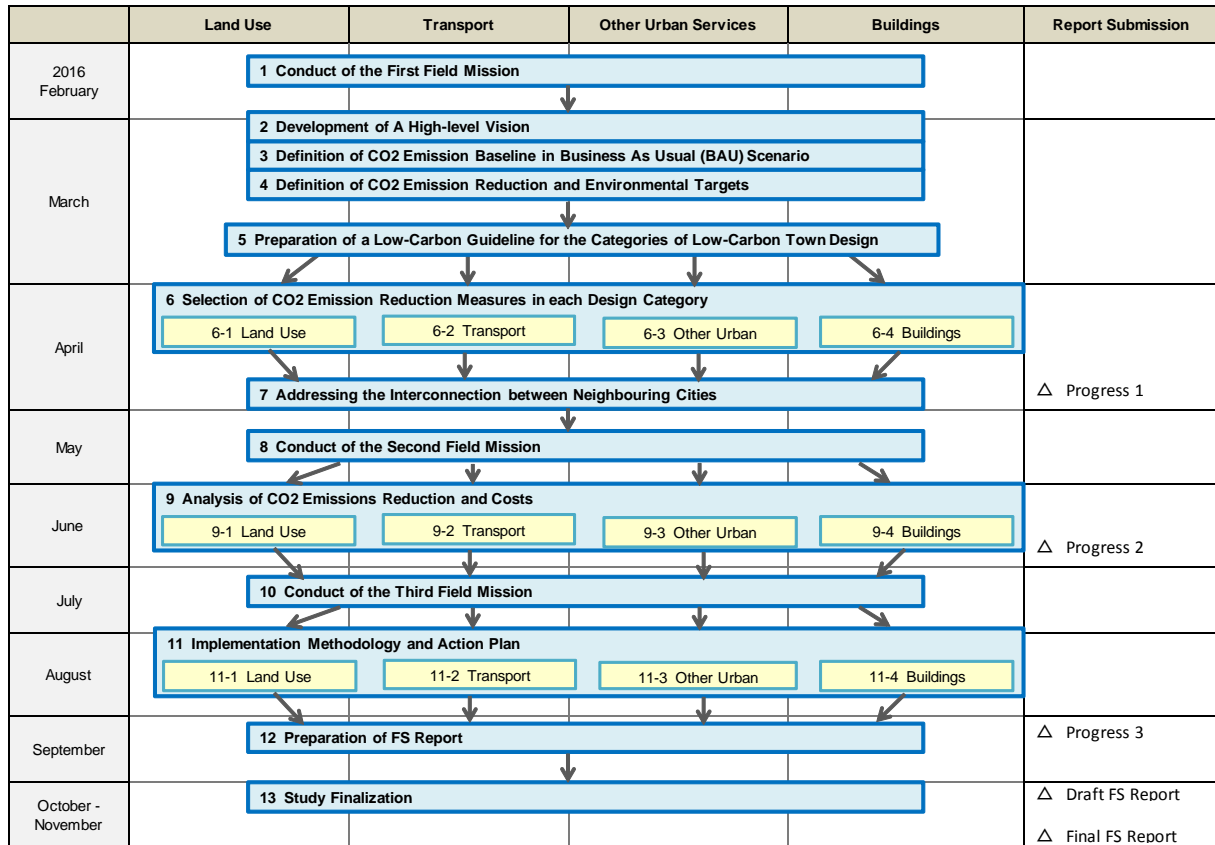 Land Use
Transport
Other Urban Services
Buildings
Report Submission
2016
February
1 Conduct of the First Field Mission
March
2 Development of A High-level Vision
3 Definition of CO2 Emission Baseline in Business As Usual (BAU) Scenario
4 Definition of CO2 Emission Reduction and Environmental Targets
5 Preparation of a Low-Carbon Guideline for the Categories of Low-Carbon Town Design
April
6 Selection of CO2 Emission Reduction Measures in each Design Category
6-1 Land Use
6-2 Transport
6-3 Other Urban
6-4 Buildings
7 Addressing the Interconnection between Neighbouring Cities
△ Progress 1
May
8 Conduct of the Second Field Mission
June
9 Analysis of CO2 Emissions Reduction and Costs
9-1 Land Use
9-2 Transport
9-3 Other Urban
9-4 Buildings
△ Progress 2
July
10 Conduct of the Third Field Mission
August
11 Implementation Methodology and Action Plan
11-1 Land Use
11-2 Transport
11-3 Other Urban
11-4 Buildings
September
12 Preparation of FS Report
△ Progress 3
October -
November
13 Study Finalization
△ Draft FS Report
△ Final FS Report